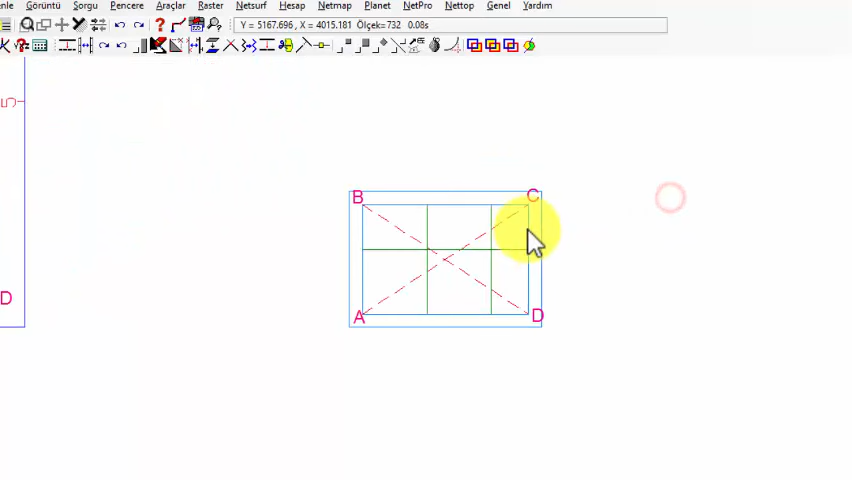 nle Görüntü Sorgu Pencere Araçlar Raster Netsurf Hesap Netmap Planet NetPro Nettop Genel Yardım
Y = 5167.696, X = 4015.181 Ölçek=732 0.08s
5
B C
D
A D